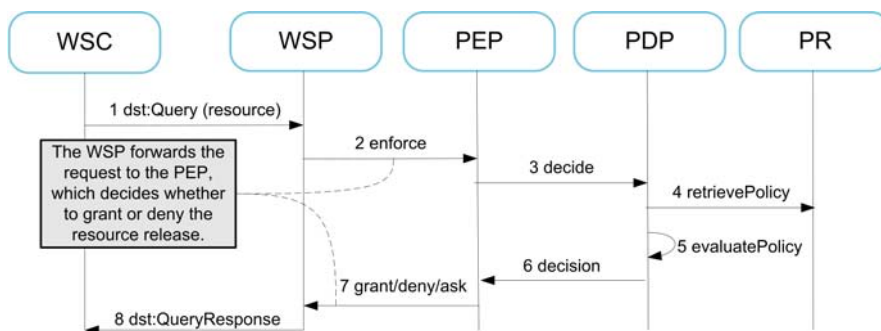 WSC
WSP
PEP
PDP
PR
1 dst:Query (resource)
The WSP forwards the
request to the PEP,
which decides whether
to grant or deny the
resource release.
2 enforce
3 decide
4 retrievePolicy
5 evaluatePolicy
6 decision
7 grant/deny/ask
8 dst:QueryResponse